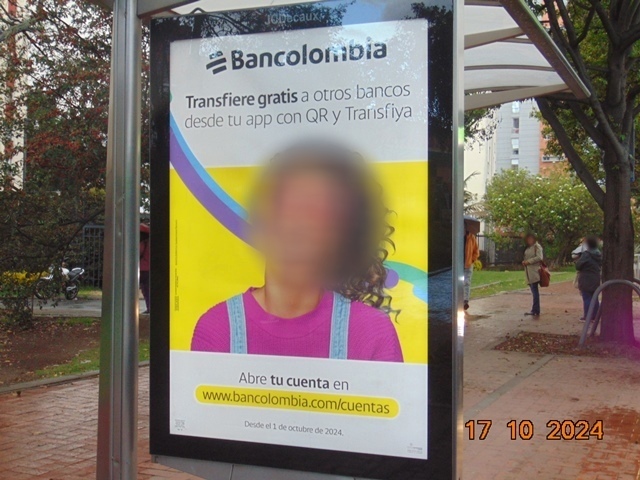 JCDecaux
Bancolombia
Transfiere gratis a otros bancos
desde tu app con QR y Transfiya
Abre tu cuenta en
www.bancolombia.com/cuentas
Desde el 1 de octubre de 2024.
17 10 2024